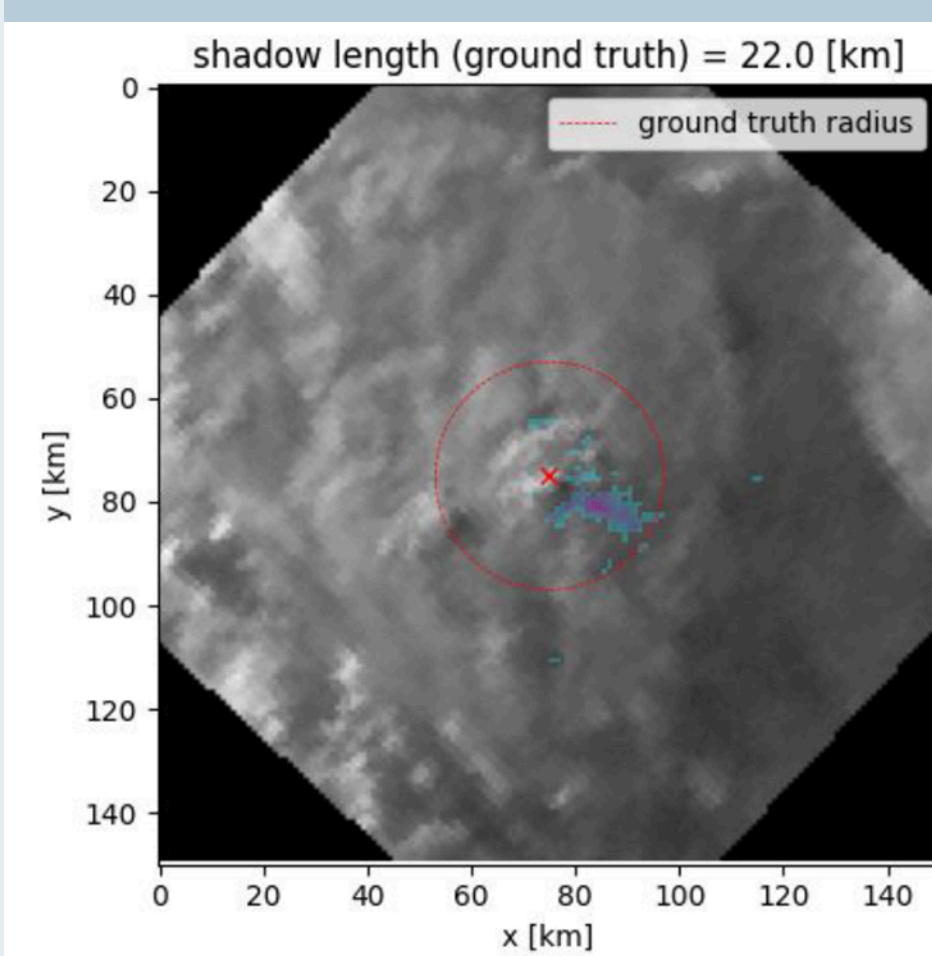 shadow length (ground truth) = 22.0 [km]
ground truth radius
0
20
40
60
80
100
120
140
y [km]
0 20 40 60 80 100 120 140
x [km]